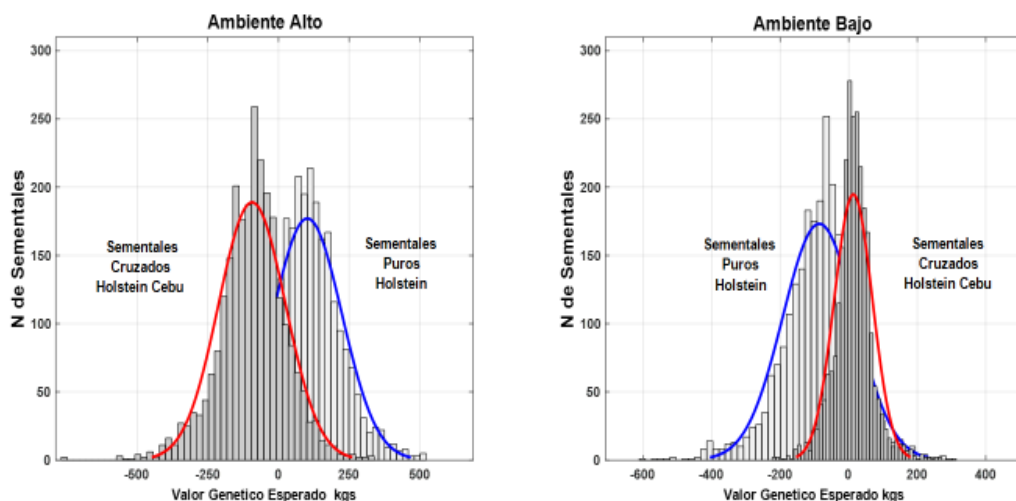 Ambiente Alto
300
250
200
150
100
50
0
N de Sementales
Sementales
Cruzados
Holstein Cebu
Sementales
Puros
Holstein
-500
-250
0
250
500
Valor Genetico Esperado kgs
Ambiente Bajo
300
250
200
150
100
50
0
N de Sementales
Sementales
Puros
Holstein
Sementales
Cruzados
Holstein Cebu
-600
-400
-200
0
200
400
Valor Genetico Esperado kgs